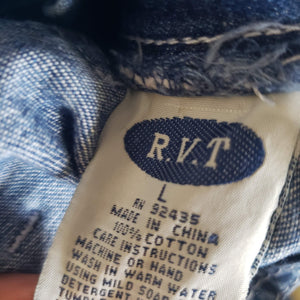 R.V.T
L
RN 92435
MADE IN CHINA
100% COTTON
CARE INSTRUCTIONS
MACHINE OR HAND
WASH IN WARM WATER
USING MILD SOAP
DETERGENT